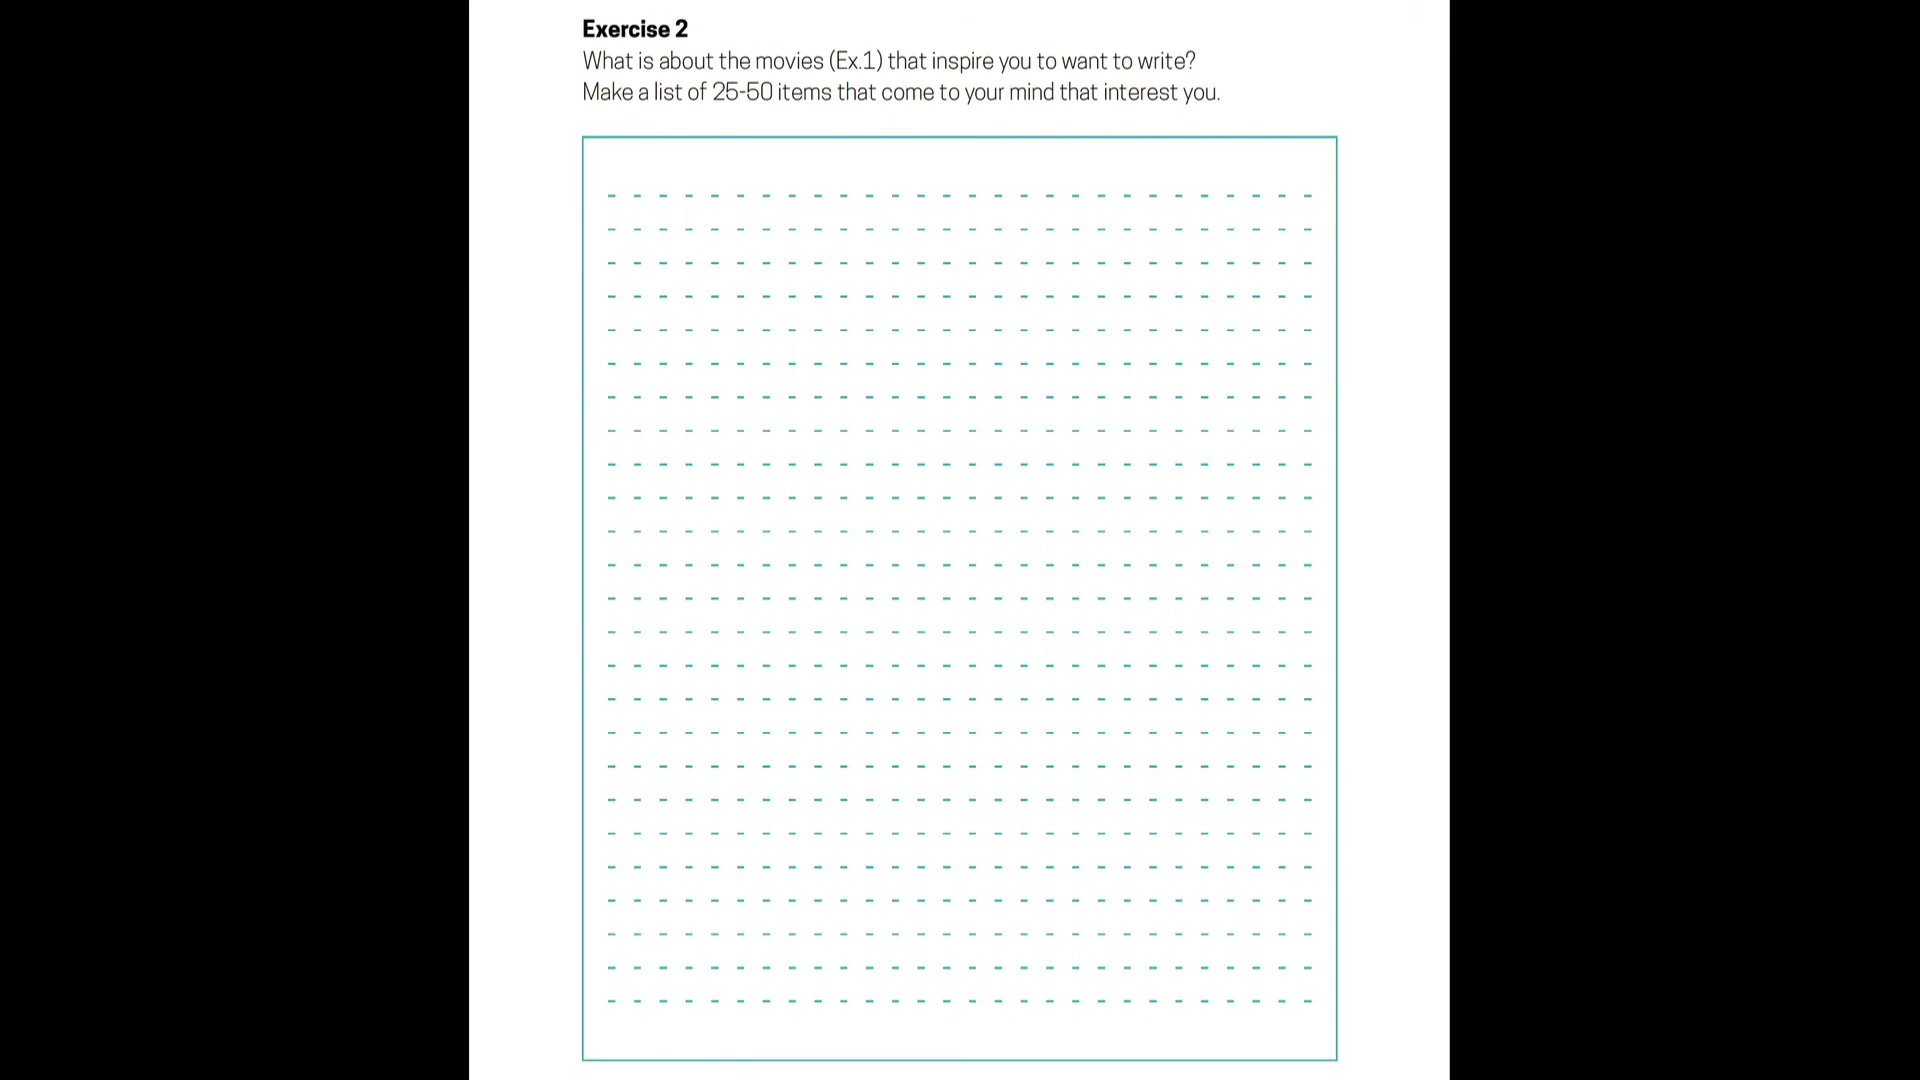 Exercise 2
What is about the movies (Ex.1) that inspire you to want to write?
Make a list of 25-50 items that come to your mind that interest you.